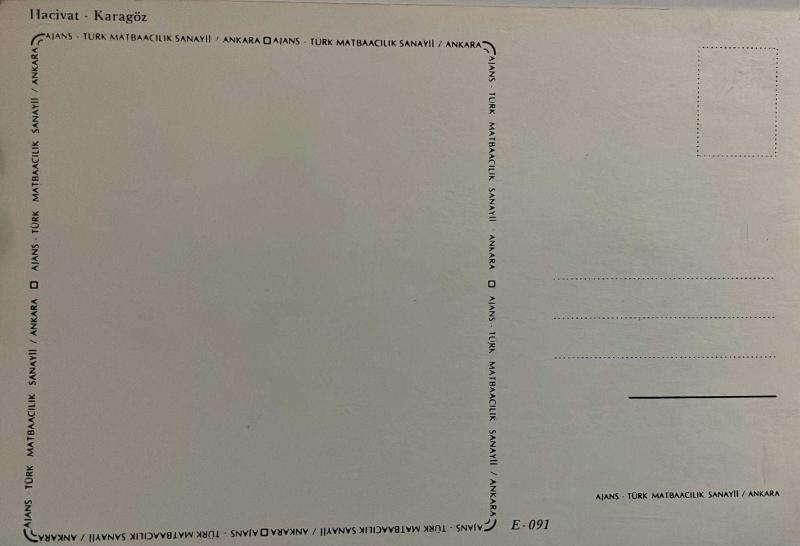 Hacivat - Karagöz
AJANS - TÜRK MATBAACILIK SANAYİİ / ANKARA □ AJANS - TÜRK MATBAACILIK SANAYİİ / ANKARA
AJANS - TÜRK MATBAACILIK SANAYİİ / ANKARA □ AJANS - TÜRK MATBAACILIK SANAYİİ / ANKARA
AJANS - TÜRK MATBAACILIK SANAYİİ / ANKARA □ AJANS - TÜRK MATBAACILIK SANAYİİ / ANKARA
AJANS TÜRK MATBAACILIK SANAYİİ / ANKARA □ AJANS - TÜRK MATBAACILIK SANAYİİ / ANKARA
E - 091
AJANS - TÜRK MATBAACILIK SANAYİİ / ANKARA